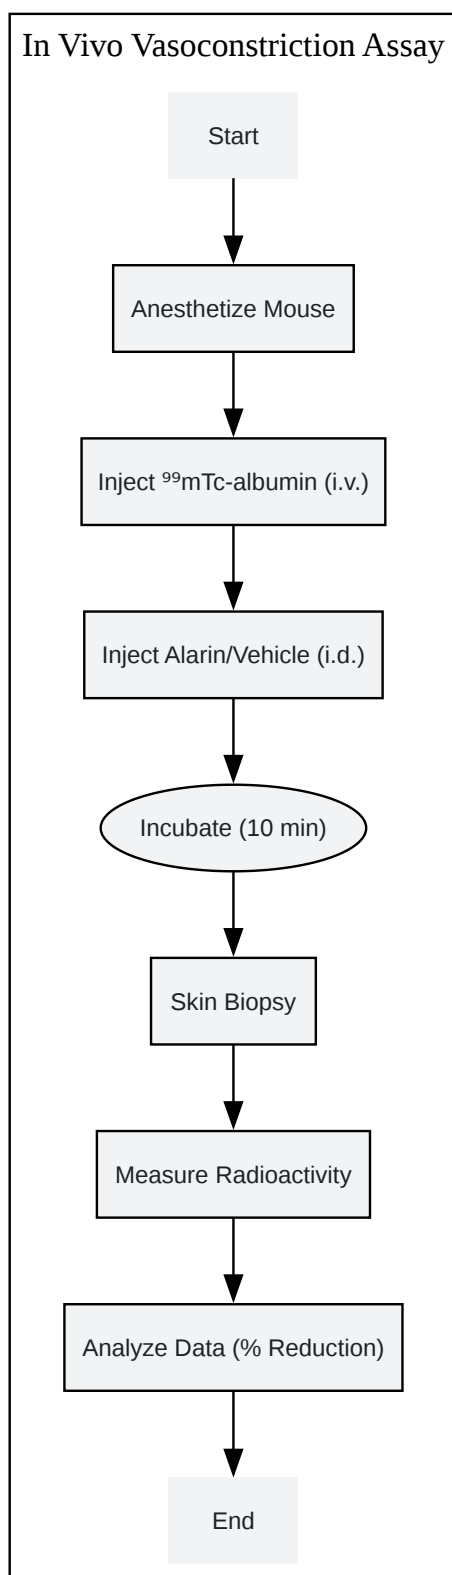 In Vivo Vasoconstriction Assay
Start
Anesthetize Mouse
Inject ⁹⁹mTc-albumin (i.v.)
Inject Alarin/Vehicle (i.d.)
Incubate (10 min)
Skin Biopsy
Measure Radioactivity
Analyze Data (% Reduction)
End